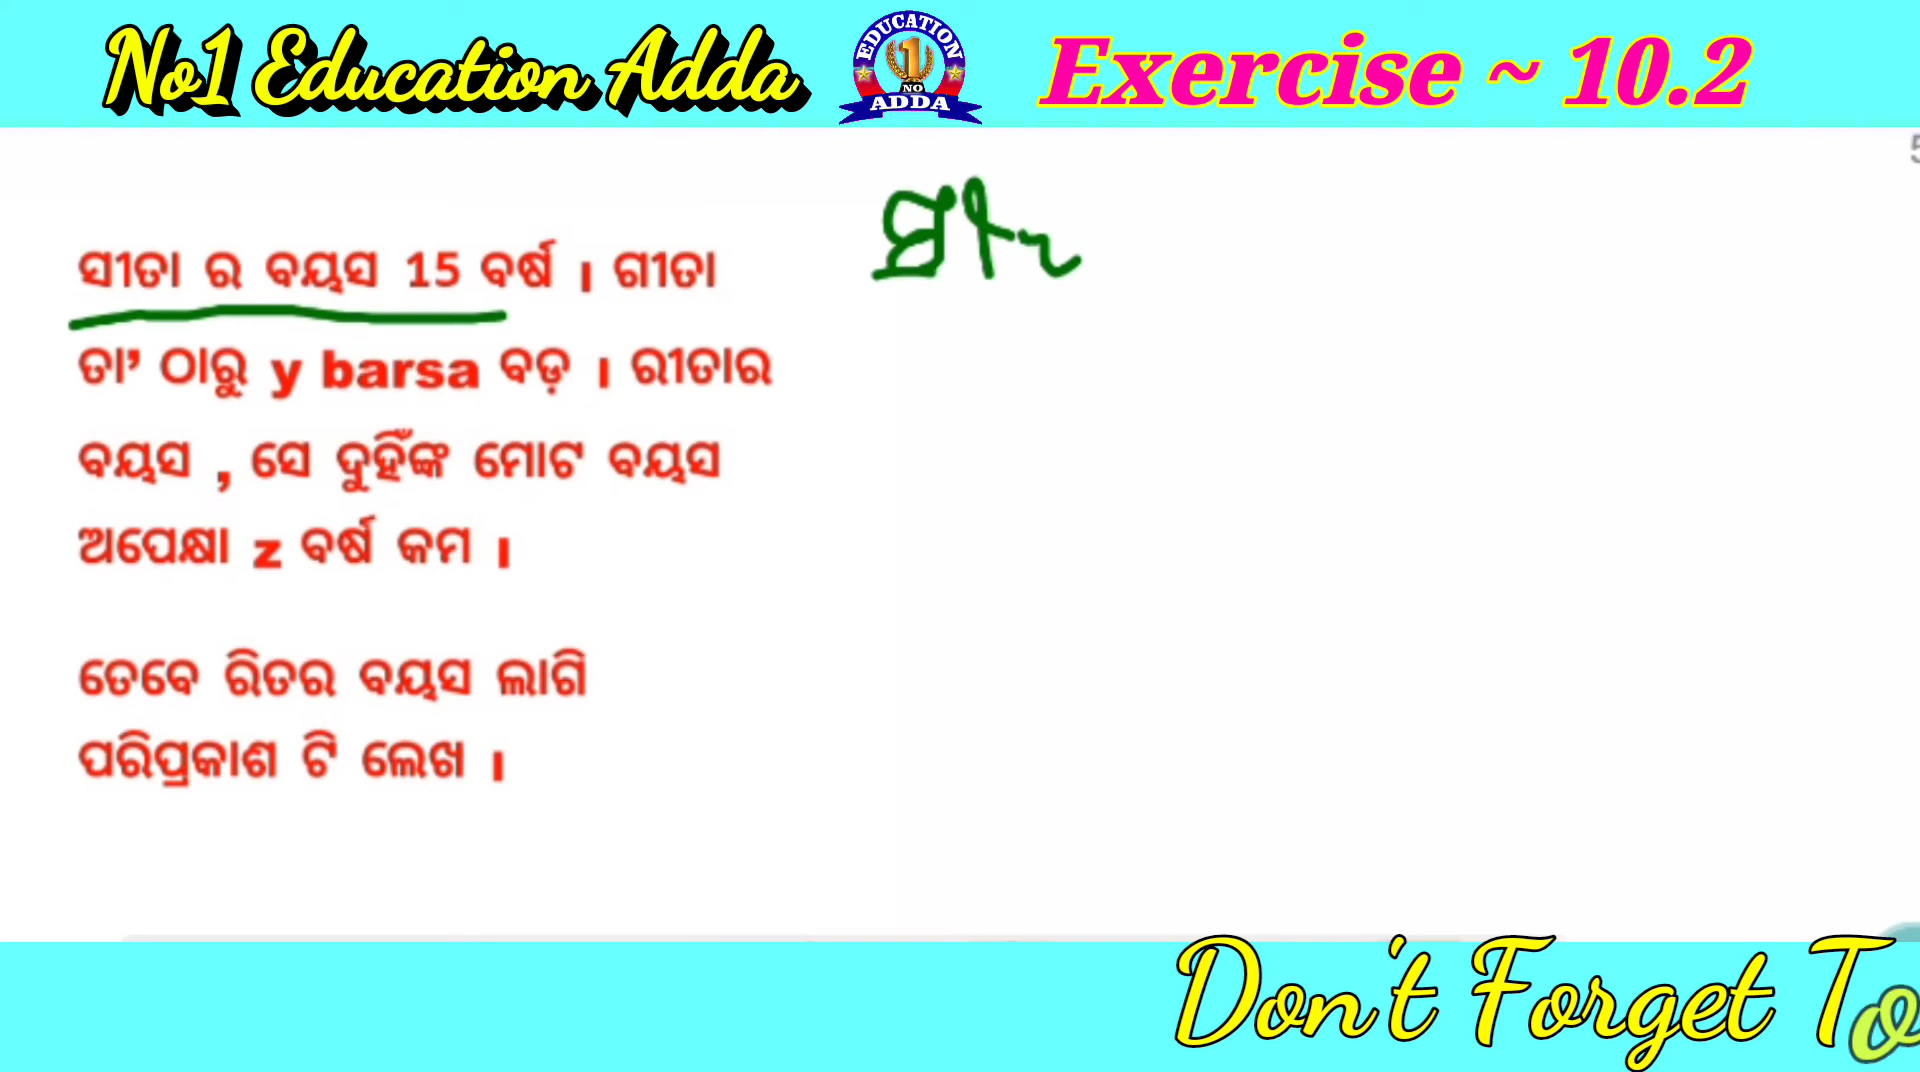 No1 Education Adda
EDUCATION
1
NO
ADDA
Exercise ~ 10.2
ସୀତା ର ବୟସ 15 ବର୍ଷ । ଗୀତା
ତା’ ଠାରୁ y barsa ବଡ଼ । ରୀତାର
ବୟସ , ସେ ଦୁହିଁଙ୍କ ମୋଟ ବୟସ
ଅପେକ୍ଷା z ବର୍ଷ କମ ।
ତେବେ ରିତର ବୟସ ଲାଗି
ପରିପ୍ରକାଶ ଟି ଲେଖ ।
Don't Forget To